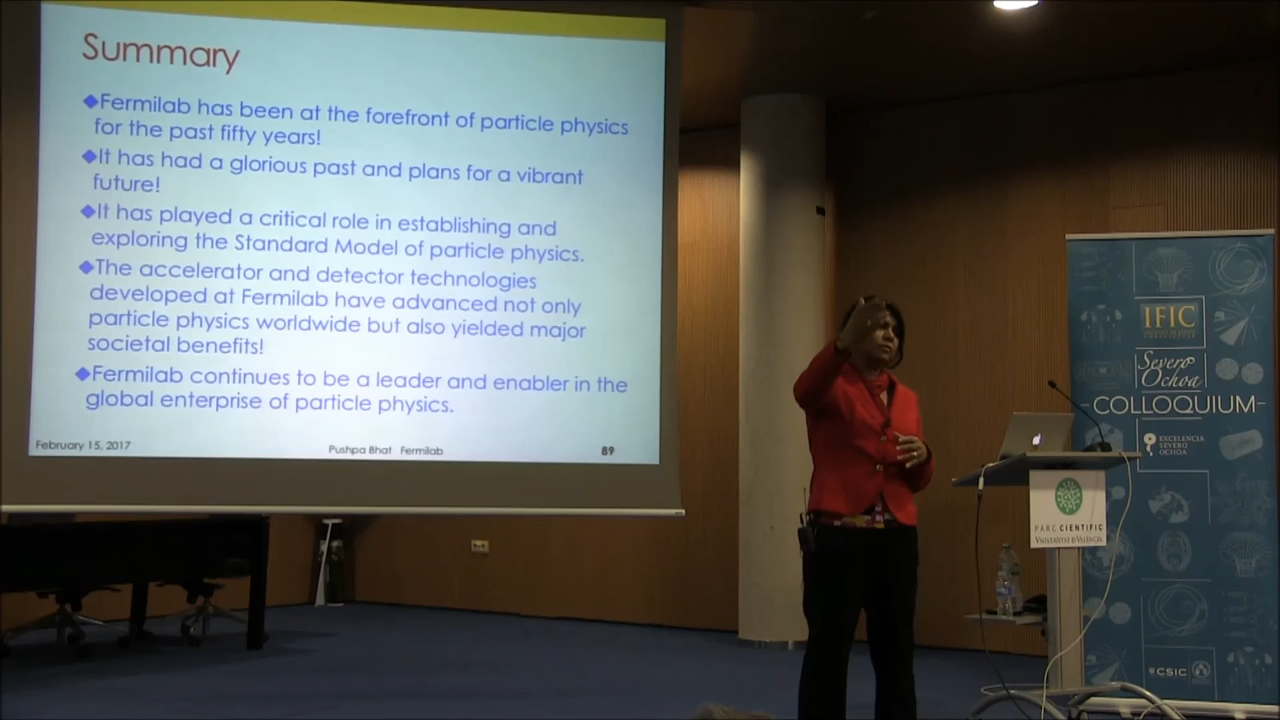 Summary
◆Fermilab has been at the forefront of particle physics
for the past fifty years!
◆It has had a glorious past and plans for a vibrant
future!
◆It has played a critical role in establishing and
exploring the Standard Model of particle physics.
◆The accelerator and detector technologies
developed at Fermilab have advanced not only
particle physics worldwide but also yielded major
societal benefits!
◆Fermilab continues to be a leader and enabler in the
global enterprise of particle physics.
February 15, 2017
Pushpa Bhat Fermilab
89
IFIC
Severo
Ochoa
COLLOQUIUM
EXCELENCIA
SEVERO
OCHOA
PARC CIENTIFIC
VNIVERSITAT ID VALÈNCIA
CSIC